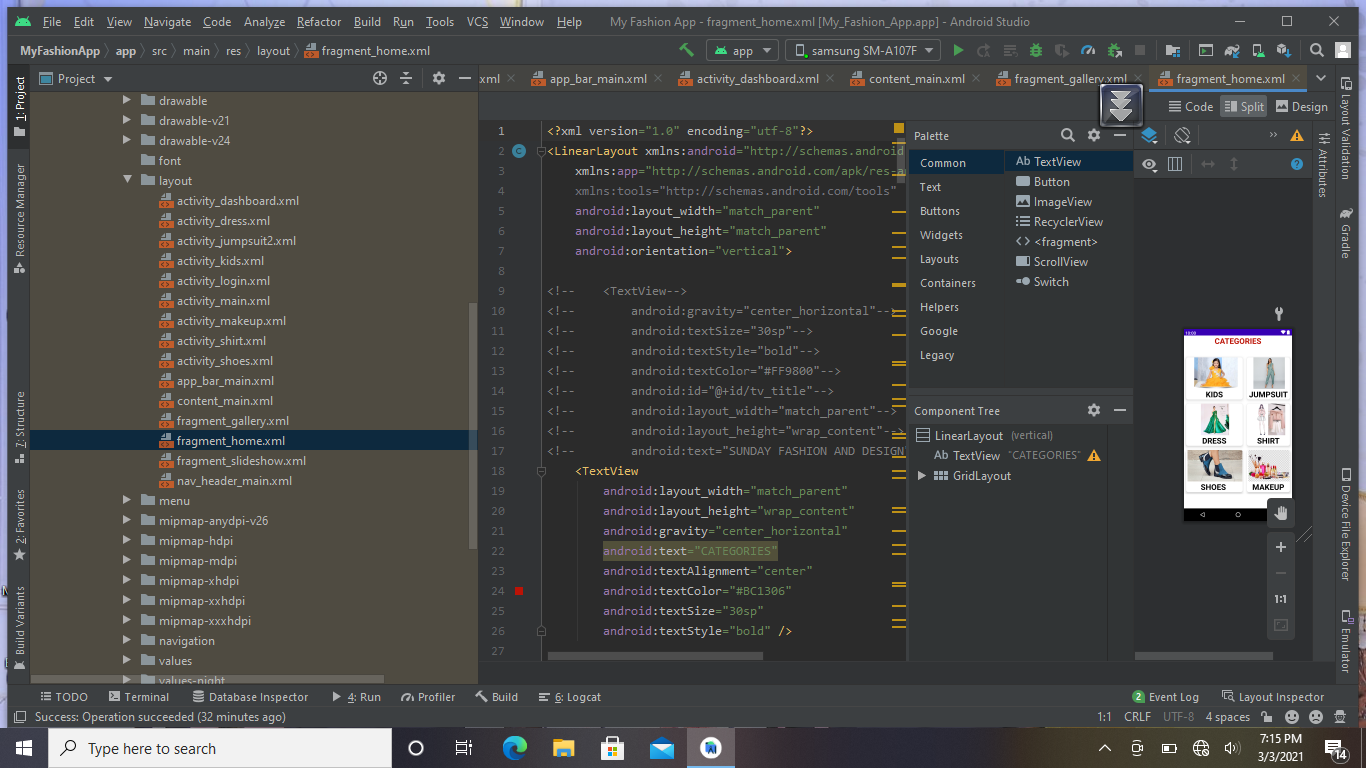 File Edit View Navigate Code Analyze Refactor Build Run Tools VCS Window Help My Fashion App - fragment_home.xml [My_Fashion_App.app] - Android Studio
MyFashionApp app src main res layout fragment_home.xml app samsung SM-A107F
Project .xml app_bar_main.xml activity_dashboard.xml content_main.xml fragment_gallery.xml fragment_home.xml
Code Split Design
1: Project
Resource Manager
7: Structure
2: Favorites
Build Variants
drawable
drawable-v21
drawable-v24
font
layout
activity_dashboard.xml
activity_dress.xml
activity_jumpsuit2.xml
activity_kids.xml
activity_login.xml
activity_main.xml
activity_makeup.xml
activity_shirt.xml
activity_shoes.xml
app_bar_main.xml
content_main.xml
fragment_gallery.xml
fragment_home.xml
fragment_slideshow.xml
nav_header_main.xml
menu
mipmap-anydpi-v26
mipmap-hdpi
mipmap-mdpi
mipmap-xhdpi
mipmap-xxhdpi
mipmap-xxxhdpi
navigation
values
values-night
1 <?xml version="1.0" encoding="utf-8"?>
2 <LinearLayout xmlns:android="http://schemas.android
3 xmlns:app="http://schemas.android.com/apk/res-a
4 xmlns:tools="http://schemas.android.com/tools"
5 android:layout_width="match_parent"
6 android:layout_height="match_parent"
7 android:orientation="vertical">
8
9 <!-- <TextView-->
10 <!-- android:gravity="center_horizontal"-->
11 <!-- android:textSize="30sp"-->
12 <!-- android:textStyle="bold"-->
13 <!-- android:textColor="#FF9800"-->
14 <!-- android:id="@+id/tv_title"-->
15 <!-- android:layout_width="match_parent"-->
16 <!-- android:layout_height="wrap_content"-->
17 <!-- android:text="SUNDAY FASHION AND DESIGN
18 <TextView
19 android:layout_width="match_parent"
20 android:layout_height="wrap_content"
21 android:gravity="center_horizontal"
22 android:text="CATEGORIES"
23 android:textAlignment="center"
24 android:textColor="#BC1306"
25 android:textSize="30sp"
26 android:textStyle="bold" />
27
Palette
Common
Text
Buttons
Widgets
Layouts
Containers
Helpers
Google
Legacy
Ab TextView
Button
ImageView
RecyclerView
<fragment>
ScrollView
Switch
Component Tree
LinearLayout (vertical)
Ab TextView "CATEGORIES"
GridLayout
CATEGORIES
KIDS JUMPSUIT
DRESS SHIRT
SHOES MAKEUP
1:1
Layout Validation
Attributes
Gradle
Device File Explorer
Emulator
TODO Terminal Database Inspector 4: Run Profiler Build 6: Logcat 2 Event Log Layout Inspector
Success: Operation succeeded (32 minutes ago) 1:1 CRLF UTF-8 4 spaces
Type here to search
7:15 PM
3/3/2021
14